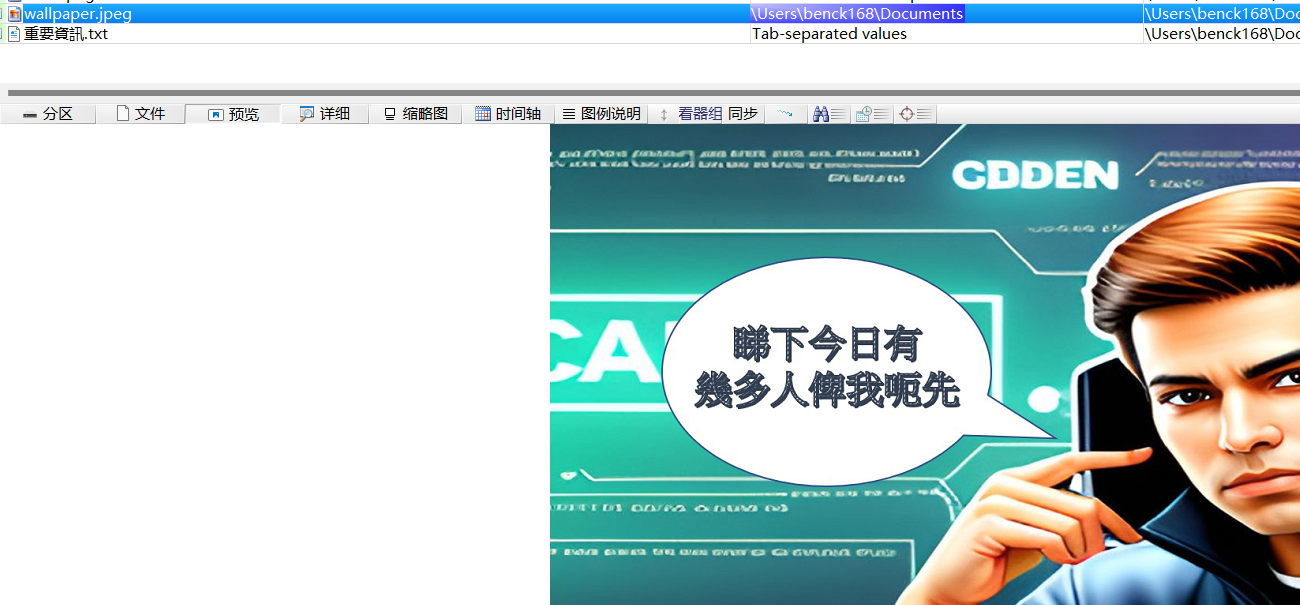 wallpaper.jpeg \Users\benck168\Documents \Users\benck168\Doc
重要資訊.txt Tab-separated values \Users\benck168\Doc
分区 文件 预览 详细 缩略图 时间轴 图例说明 看器组 同步
CDDEN
CA
睇下今日有
幾多人俾我呃先